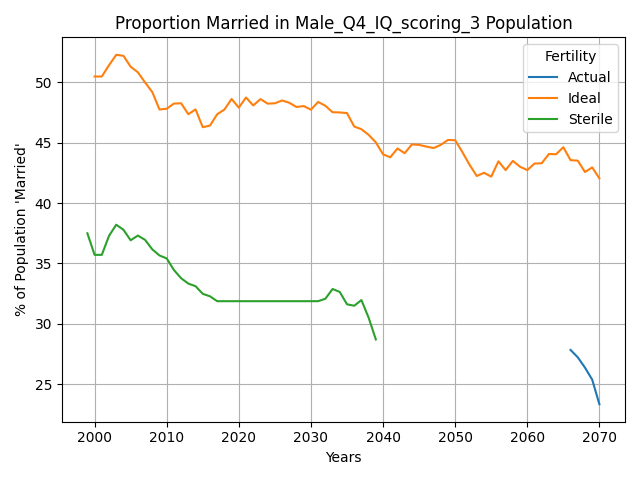 Proportion Married in Male_Q4_IQ_scoring_3 Population
% of Population 'Married'
50
45
40
35
30
25
Fertility
Actual
Ideal
Sterile
2000 2010 2020 2030 2040 2050 2060 2070
Years